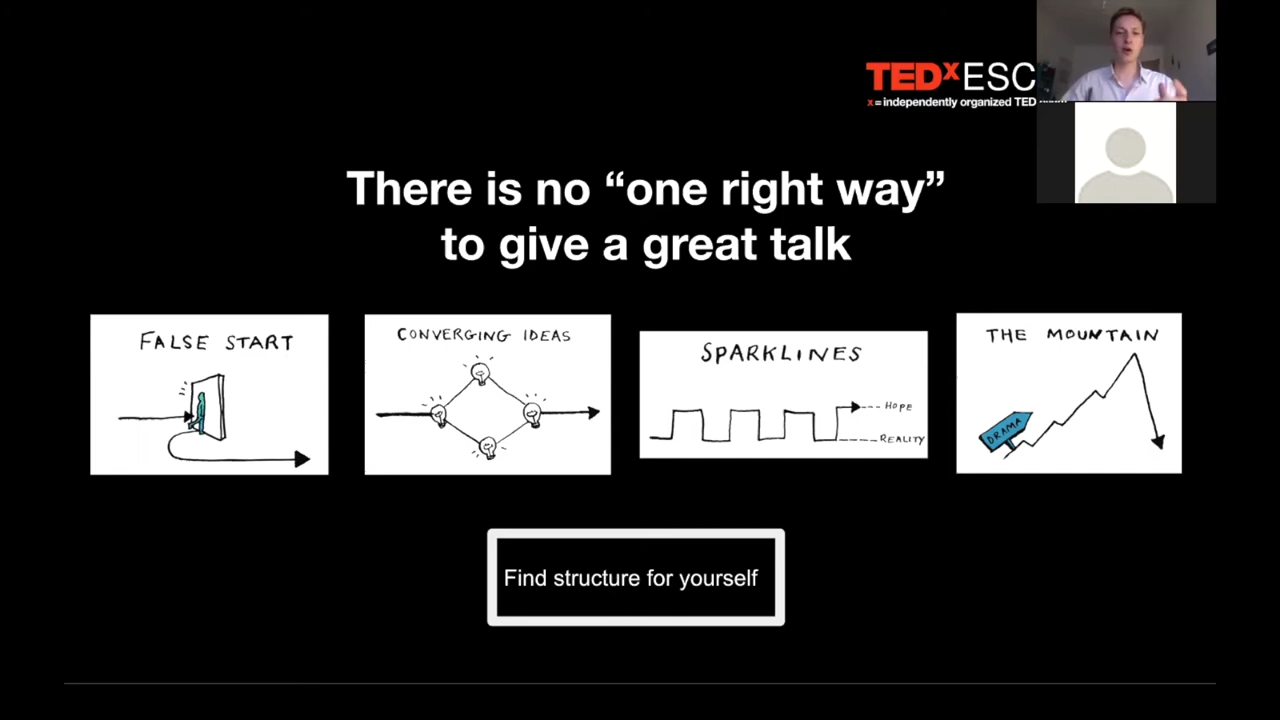 TEDxESC
x = independently organized TED
There is no “one right way”
to give a great talk
FALSE START
CONVERGING IDEAS
SPARKLINES
HOPE
REALITY
THE MOUNTAIN
DRAMA
Find structure for yourself